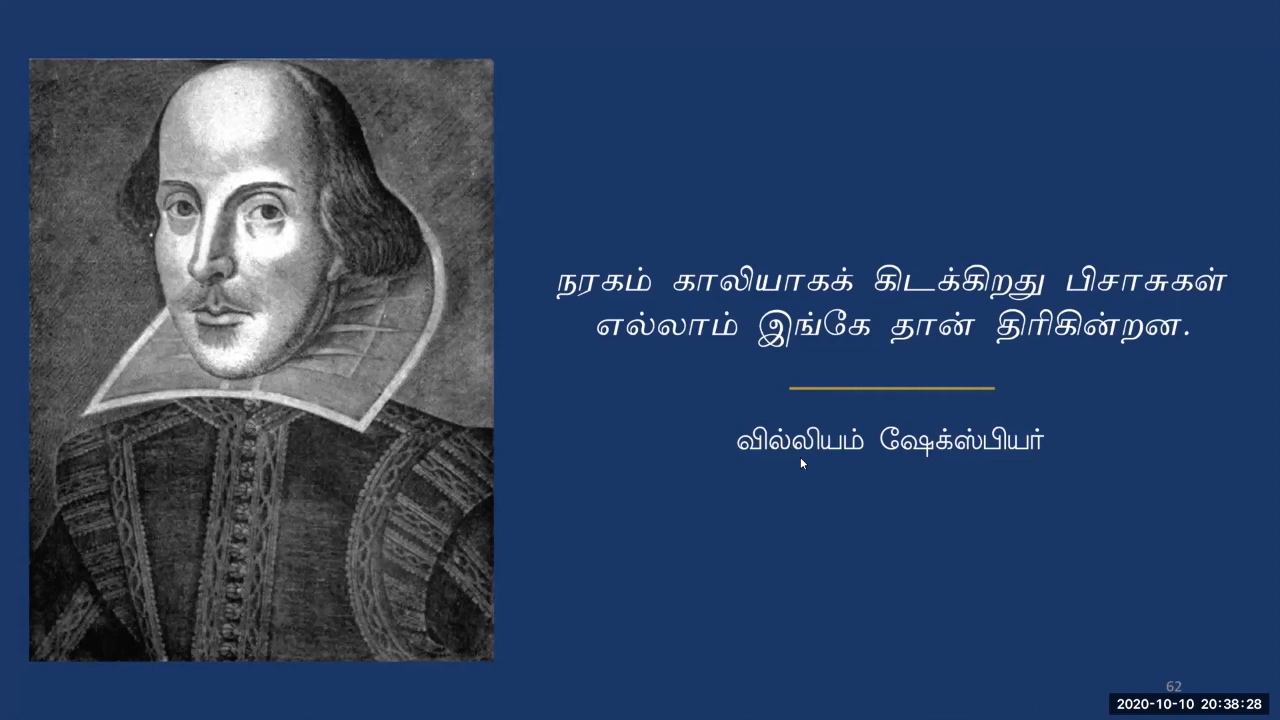 நரகம் காலியாகக் கிடக்கிறது பிசாசுகள்
எல்லாம் இங்கே தான் திரிகின்றன.
வில்லியம் ஷேக்ஸ்பியர்
62
2020-10-10 20:38:28